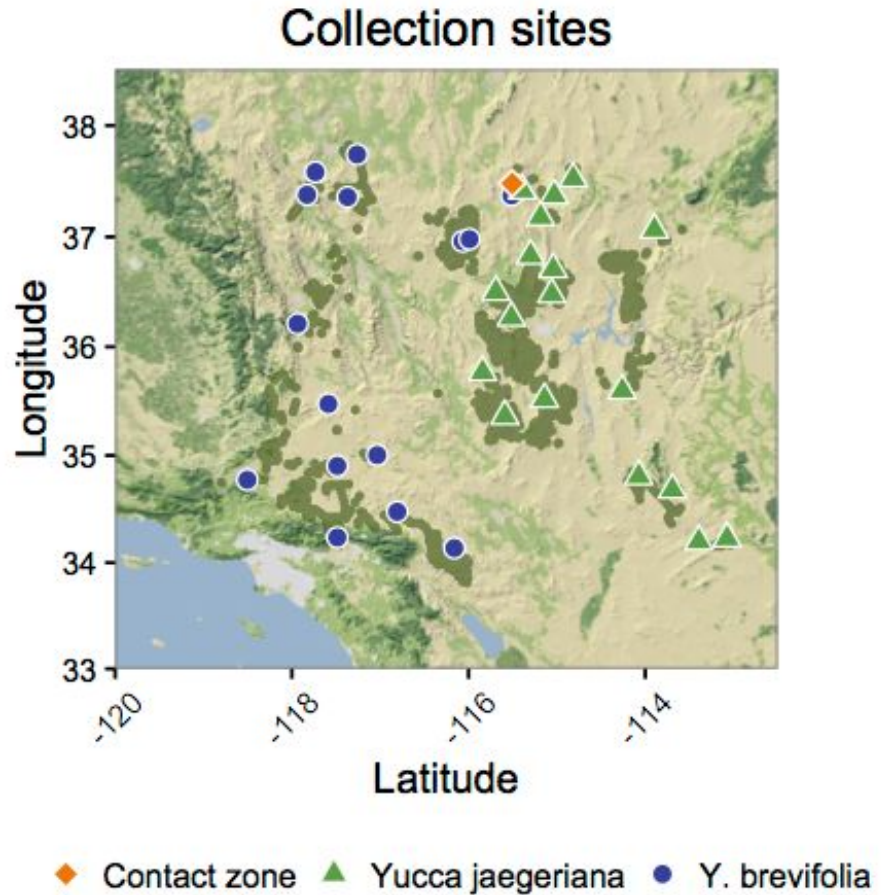 Collection sites
38
37
36
35
34
33
Longitude
-120
-118
-116
-114
Latitude
Contact zone Yucca jaegeriana Y. brevifolia